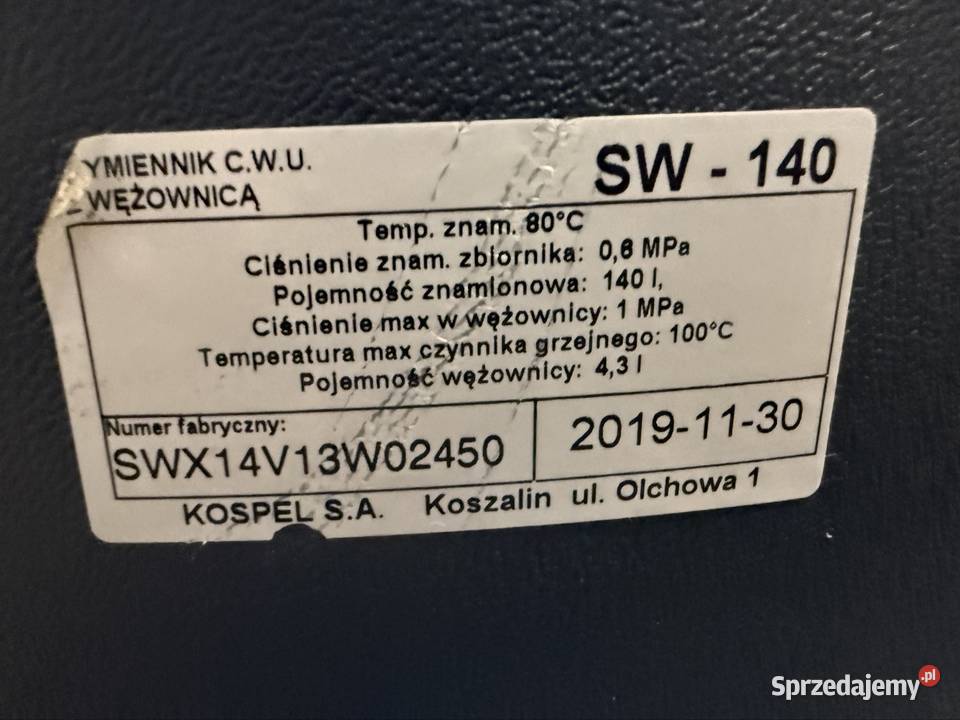 YMIENNIK C.W.U.
WĘŻOWNICĄ
SW - 140
Temp. znam. 80°C
Ciśnienie znam. zbiornika: 0,6 MPa
Pojemność znamionowa: 140 l,
Ciśnienie max w wężownicy: 1 MPa
Temperatura max czynnika grzejnego: 100°C
Pojemność wężownicy: 4,3 l
Numer fabryczny:
SWX14V13W02450
2019-11-30
KOSPEL S.A. Koszalin ul. Olchowa 1
Sprzedajemy.pl